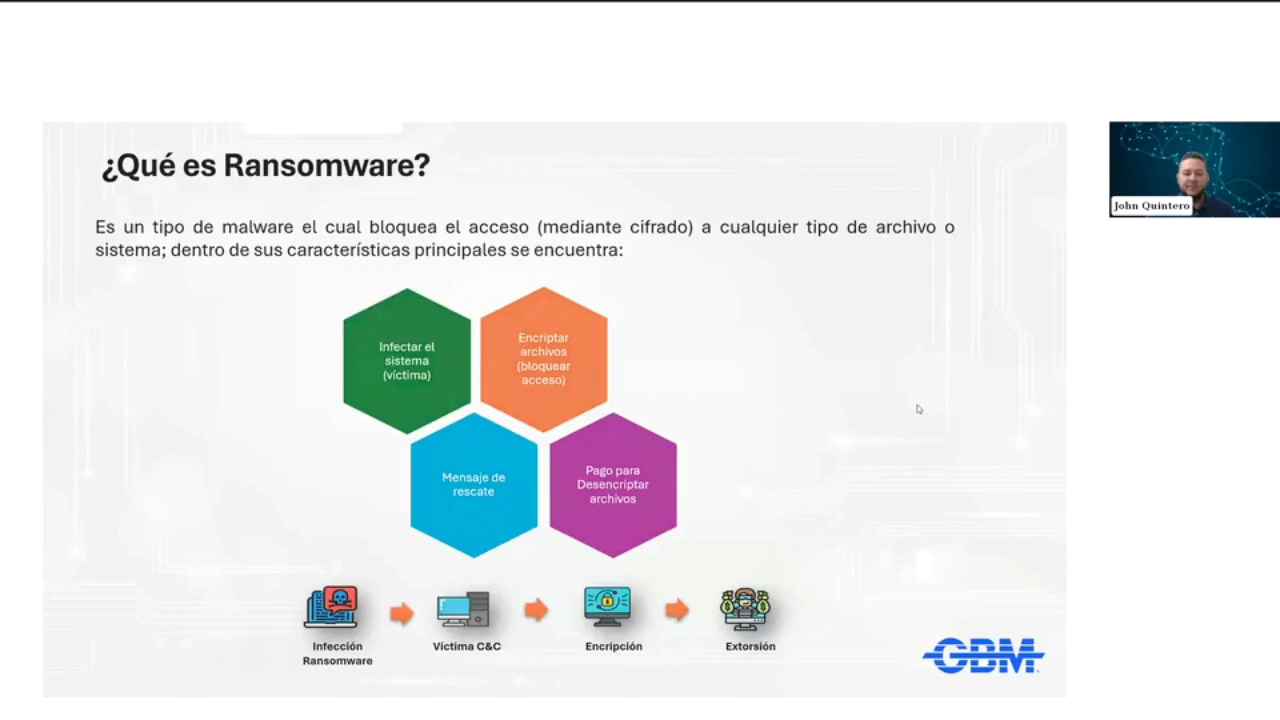 ¿Qué es Ransomware?
Es un tipo de malware el cual bloquea el acceso (mediante cifrado) a cualquier tipo de archivo o
sistema; dentro de sus características principales se encuentra:
Infectar el
sistema
(víctima)
Encriptar
archivos
(bloquear
acceso)
Mensaje de
rescate
Pago para
Desencriptar
archivos
Infección
Ransomware
Víctima C&C
Encripción
Extorsión
GBM
John Quintero